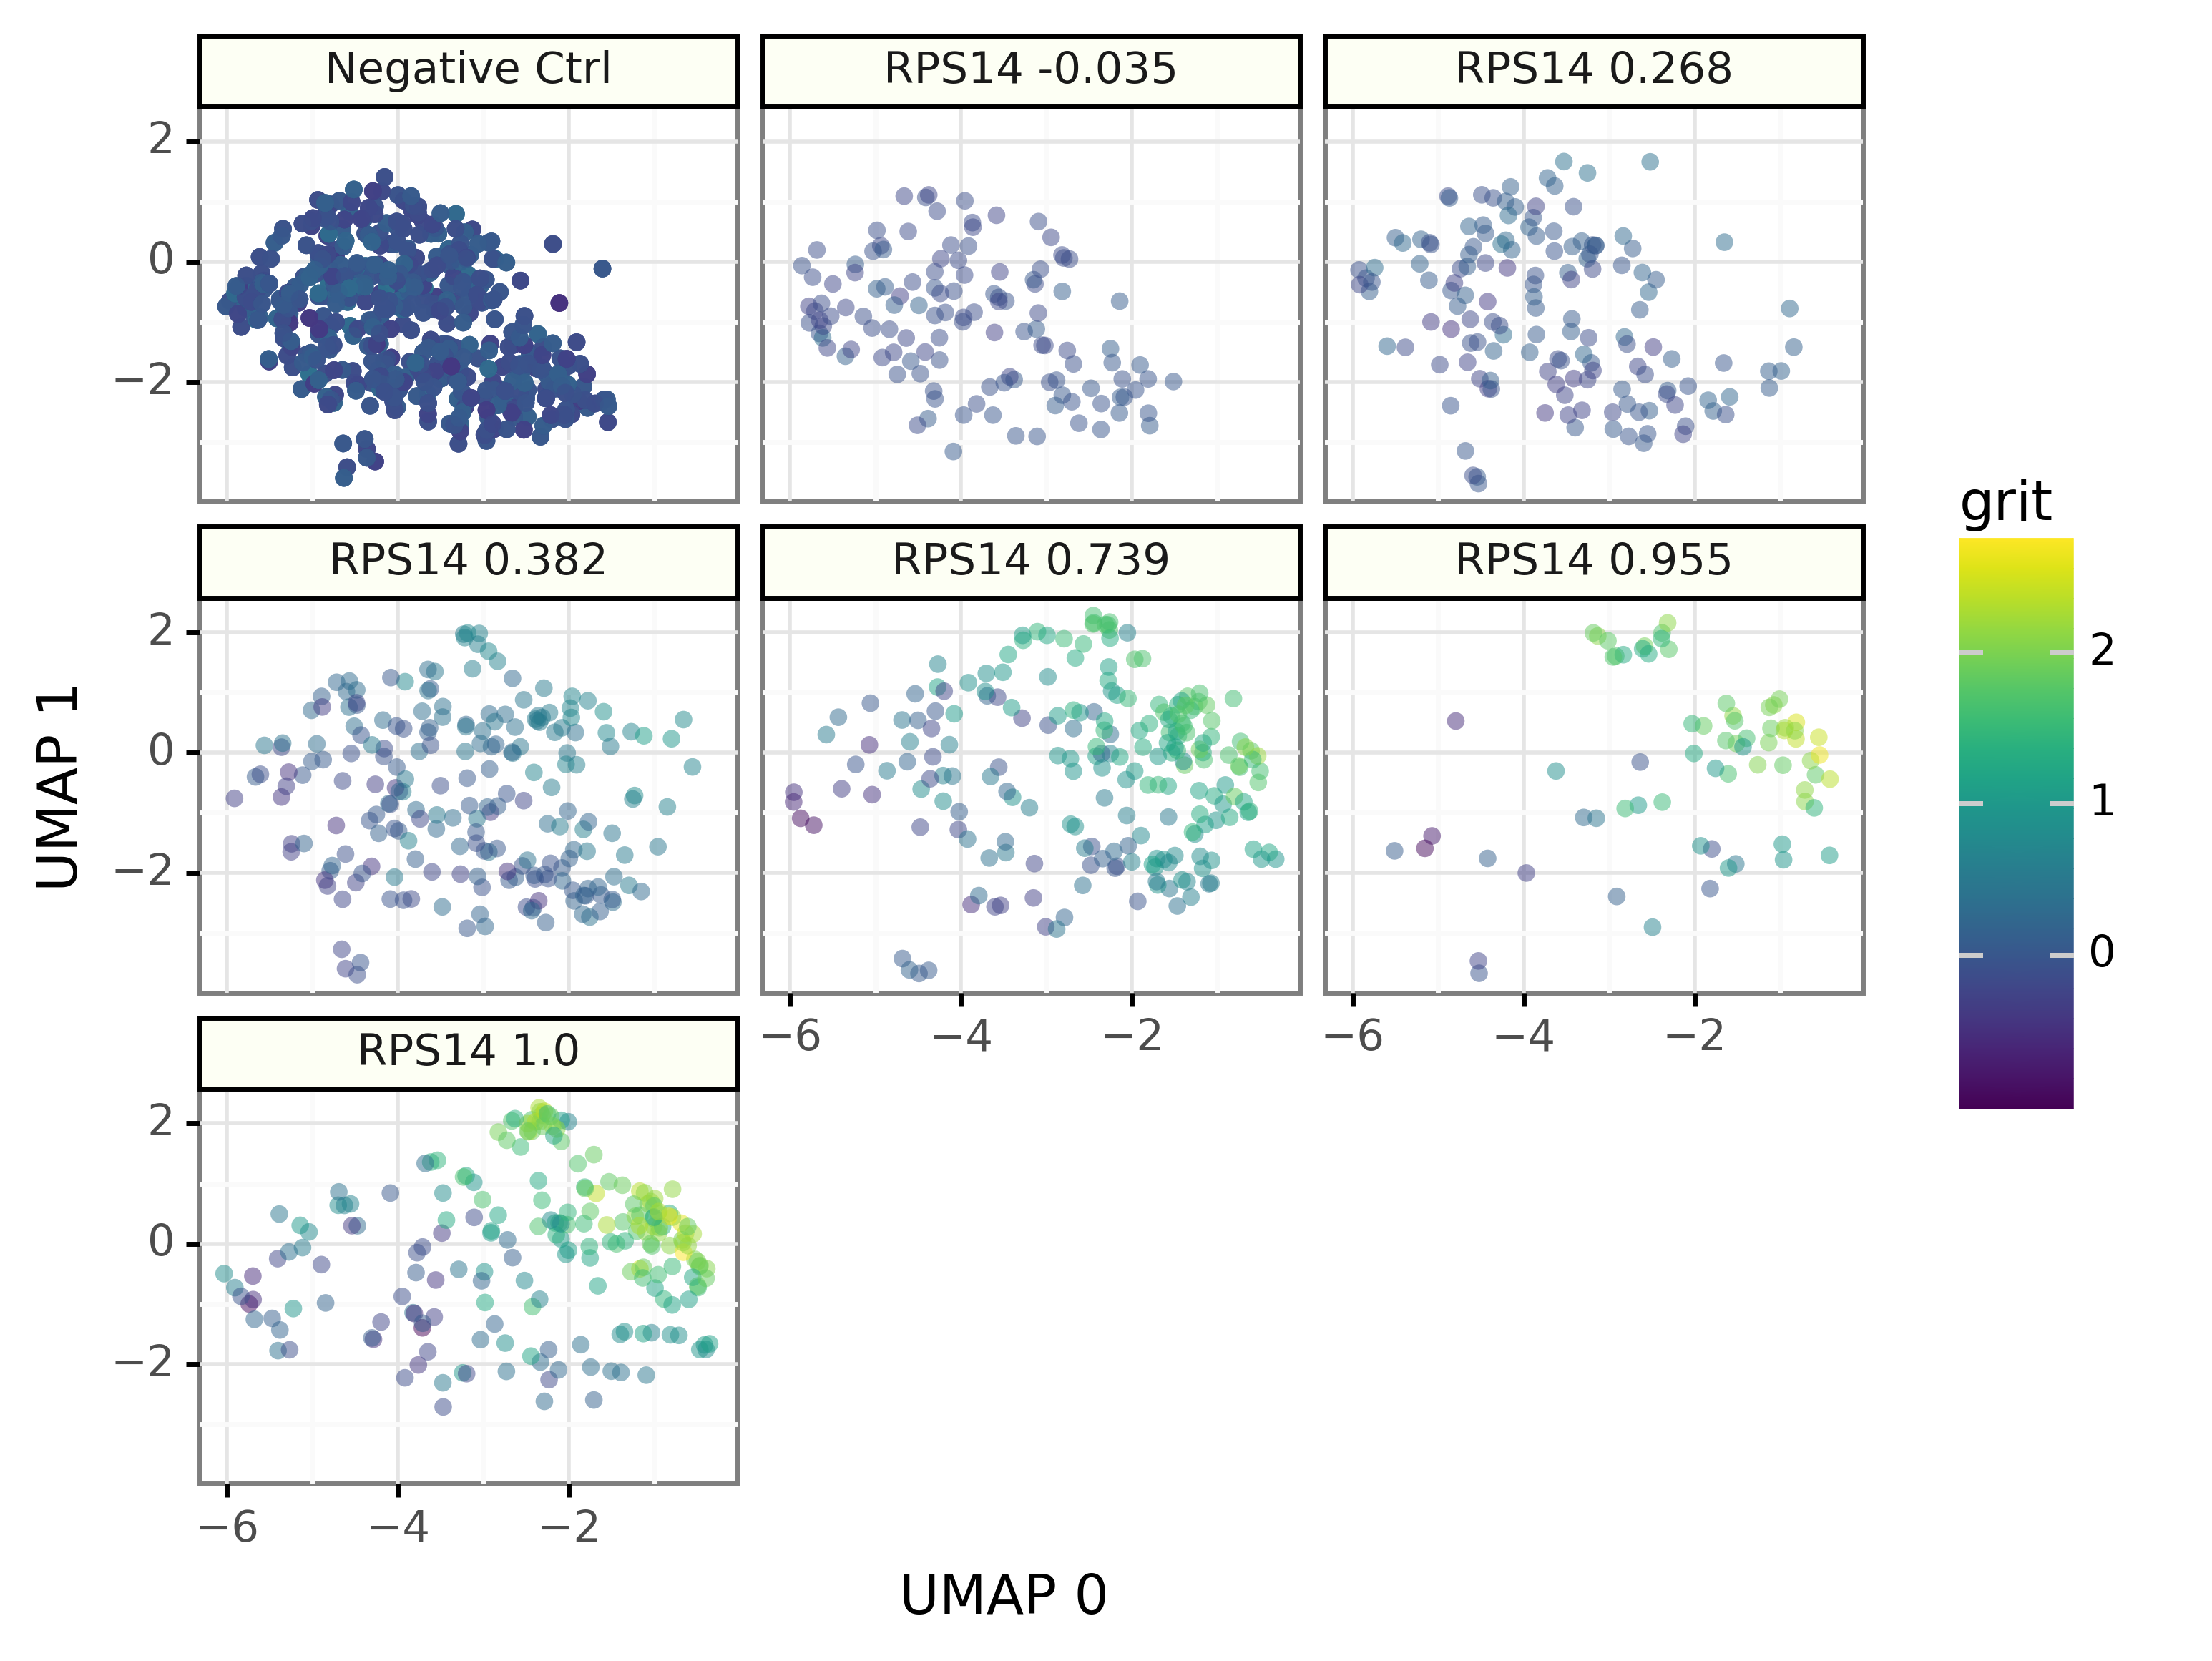 Negative Ctrl
RPS14 -0.035
RPS14 0.268
2
0
−2
RPS14 0.382
RPS14 0.739
RPS14 0.955
2
0
−2
−6
−4
−2
−6
−4
−2
RPS14 1.0
2
0
−2
−6
−4
−2
UMAP 1
UMAP 0
grit
2
1
0